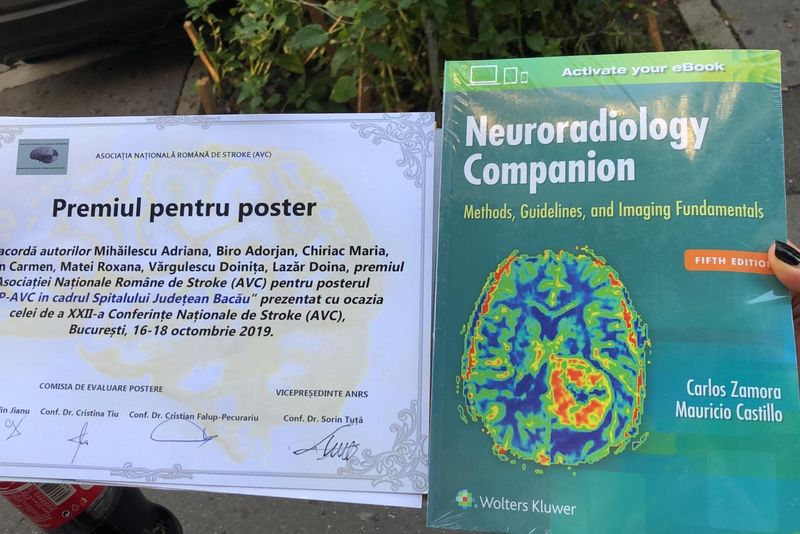 ASOCIAȚIA NAȚIONALĂ ROMÂNĂ DE STROKE (AVC)
Premiul pentru poster
acordă autorilor Mihăilescu Adriana, Biro Adorjan, Chiriac Maria,
Carmen, Matei Roxana, Vărgulescu Doinița, Lazăr Doina, premiul
Asociației Naționale Române de Stroke (AVC) pentru posterul
P-AVC in cadrul Spitalului Județean Bacău” prezentat cu ocazia
celei de a XXII-a Conferințe Naționale de Stroke (AVC),
București, 16-18 octombrie 2019.
COMISIA DE EVALUARE POSTERE
VICEPREȘEDINTE ANRS
Jianu Conf. Dr. Cristina Tiu Conf. Dr. Cristian Falup-Pecurariu Conf. Dr. Sorin Tuță
Activate your eBook
Neuroradiology
Companion
Methods, Guidelines, and Imaging Fundamentals
FIFTH EDITION
Carlos Zamora
Mauricio Castillo
Wolters Kluwer